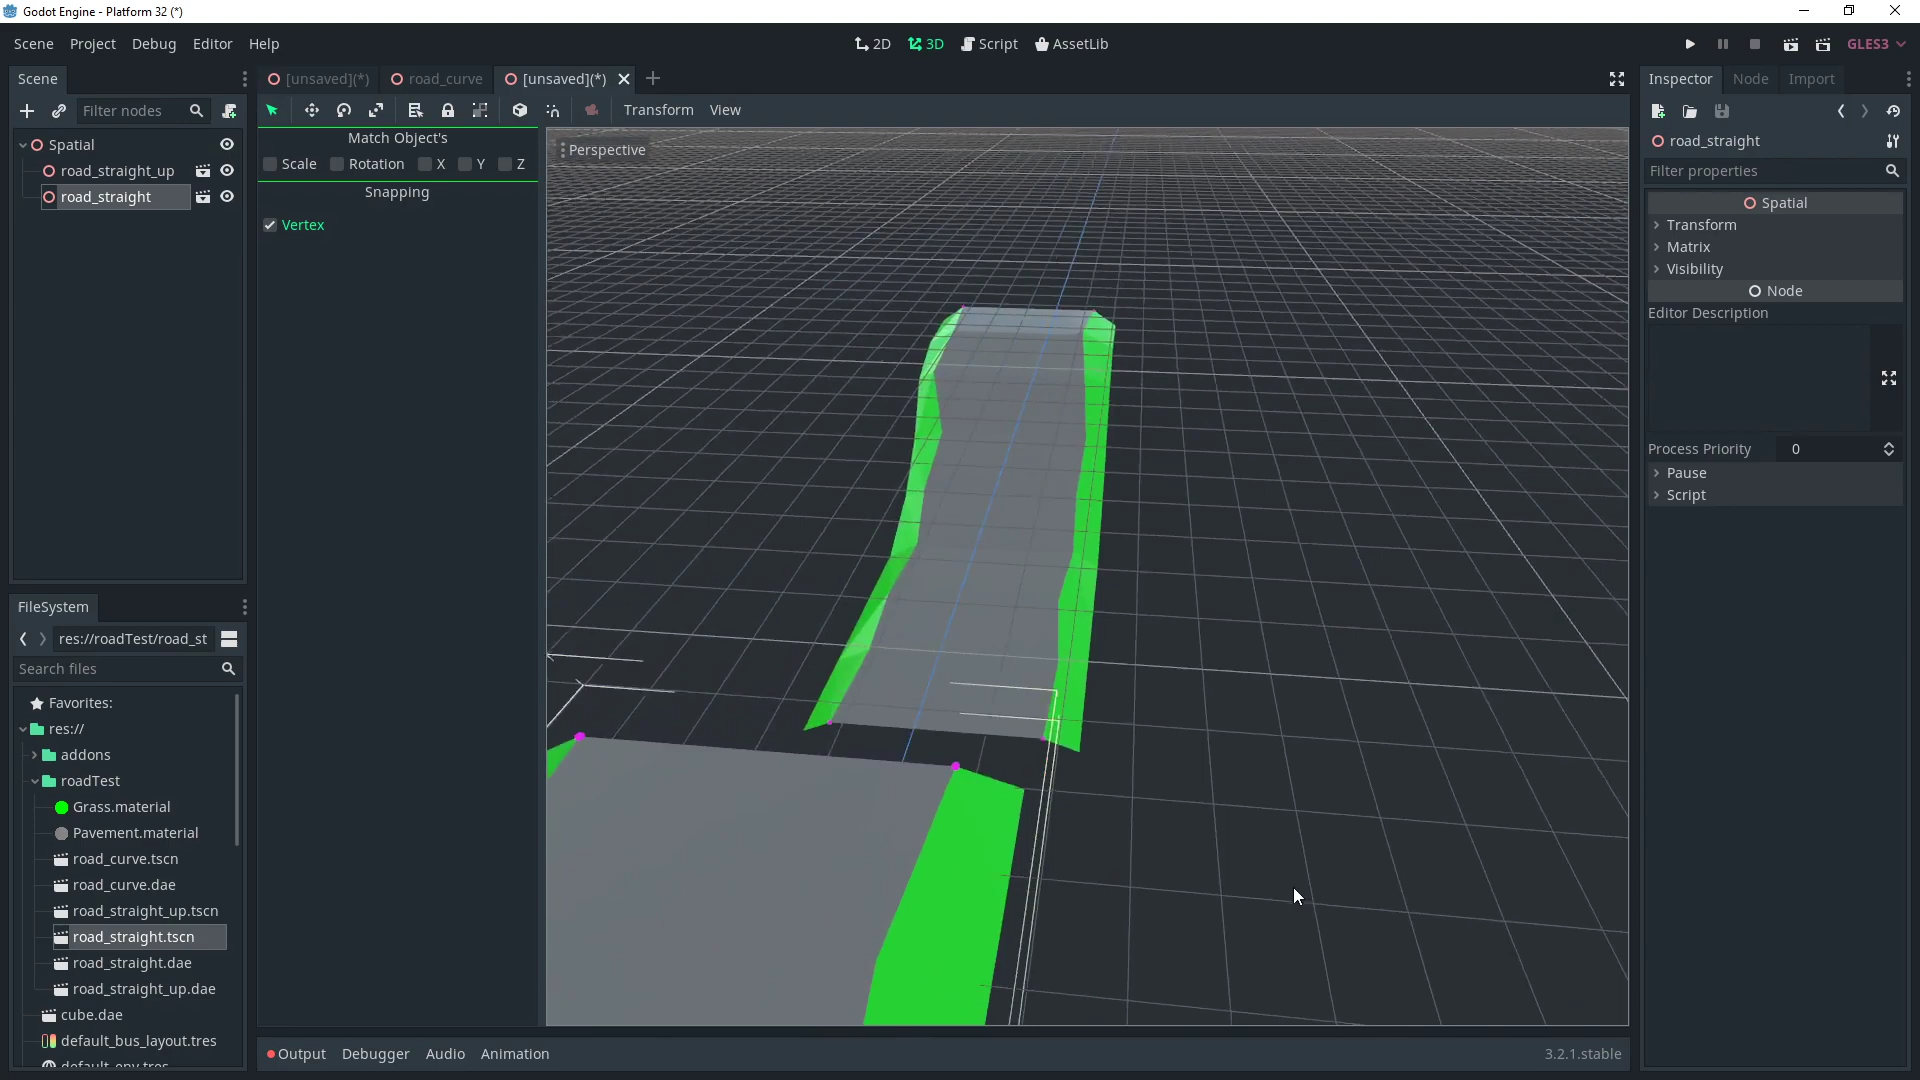 Godot Engine - Platform 32 (*)
Scene Project Debug Editor Help
2D 3D Script AssetLib
GLES3
Scene
[unsaved](*) road_curve [unsaved](*)
Inspector Node Import
Filter nodes
Transform View
Spatial
road_straight_up
road_straight
Match Object's
Scale Rotation X Y Z
Snapping
Vertex
Perspective
road_straight
Filter properties
Spatial
Transform
Matrix
Visibility
Node
Editor Description
Process Priority 0
Pause
Script
FileSystem
res://roadTest/road_st
Search files
Favorites:
res://
addons
roadTest
Grass.material
Pavement.material
road_curve.tscn
road_curve.dae
road_straight_up.tscn
road_straight.tscn
road_straight.dae
road_straight_up.dae
cube.dae
default_bus_layout.tres
default_env.tres
Output Debugger Audio Animation
3.2.1.stable